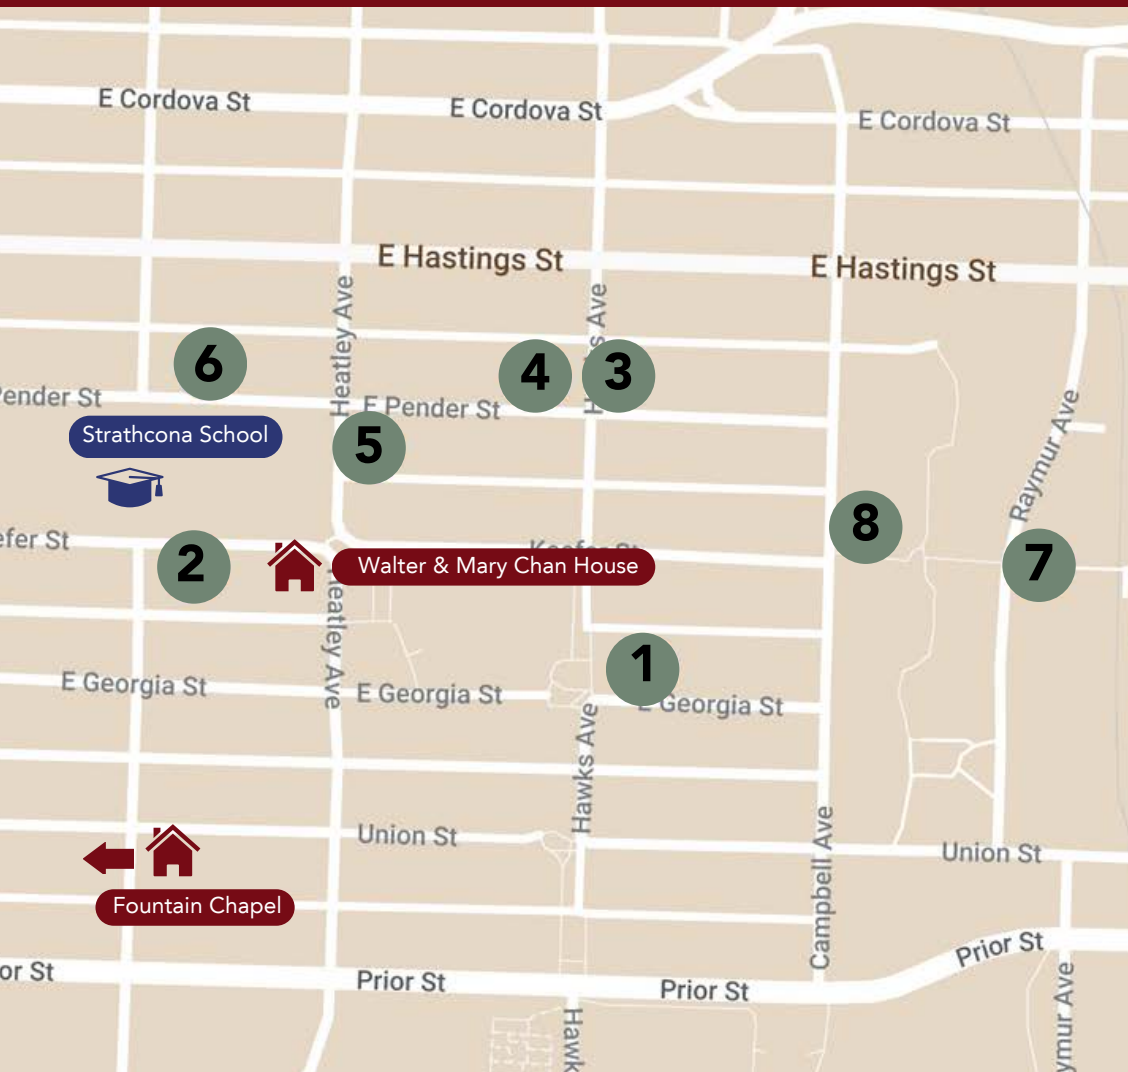 E Cordova St
E Cordova St
E Cordova St
E Hastings St
E Hastings St
Heatley Ave
6
4
3
ender St
E Pender St
Strathcona School
5
Raymur Ave
8
efer St
2
Walter & Mary Chan House
7
Heatley Ave
1
E Georgia St
E Georgia St
E Georgia St
Hawks Ave
Union St
Campbell Ave
Union St
Fountain Chapel
or St
Prior St
Prior St
Prior St
ymur Ave
Hawk